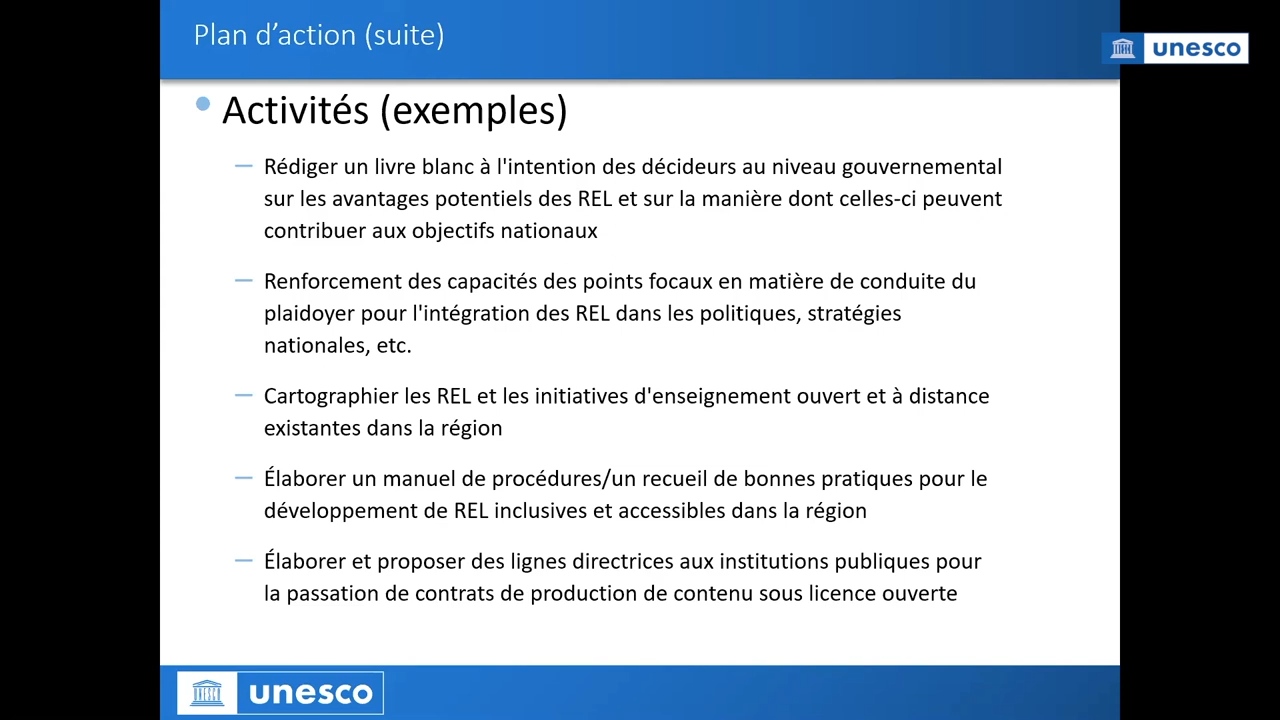 Plan d’action (suite)
unesco
Activités (exemples)
Rédiger un livre blanc à l'intention des décideurs au niveau gouvernemental
sur les avantages potentiels des REL et sur la manière dont celles-ci peuvent
contribuer aux objectifs nationaux
Renforcement des capacités des points focaux en matière de conduite du
plaidoyer pour l'intégration des REL dans les politiques, stratégies
nationales, etc.
Cartographier les REL et les initiatives d'enseignement ouvert et à distance
existantes dans la région
Élaborer un manuel de procédures/un recueil de bonnes pratiques pour le
développement de REL inclusives et accessibles dans la région
Élaborer et proposer des lignes directrices aux institutions publiques pour
la passation de contrats de production de contenu sous licence ouverte
unesco